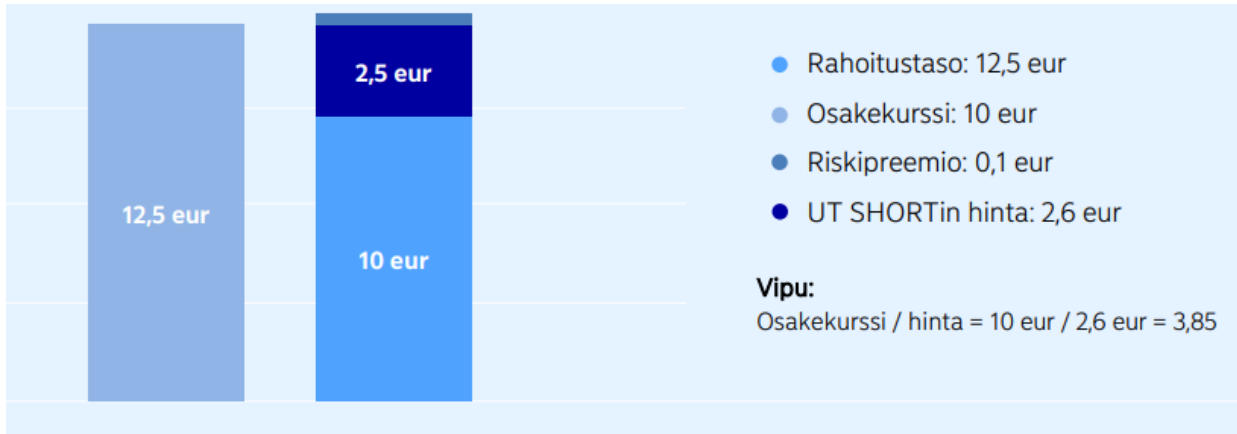 12,5 eur
2,5 eur
10 eur
Rahoitustaso: 12,5 eur
Osakekurssi: 10 eur
Riskipreemio: 0,1 eur
UT SHORTin hinta: 2,6 eur
Vipu:
Osakekurssi / hinta = 10 eur / 2,6 eur = 3,85